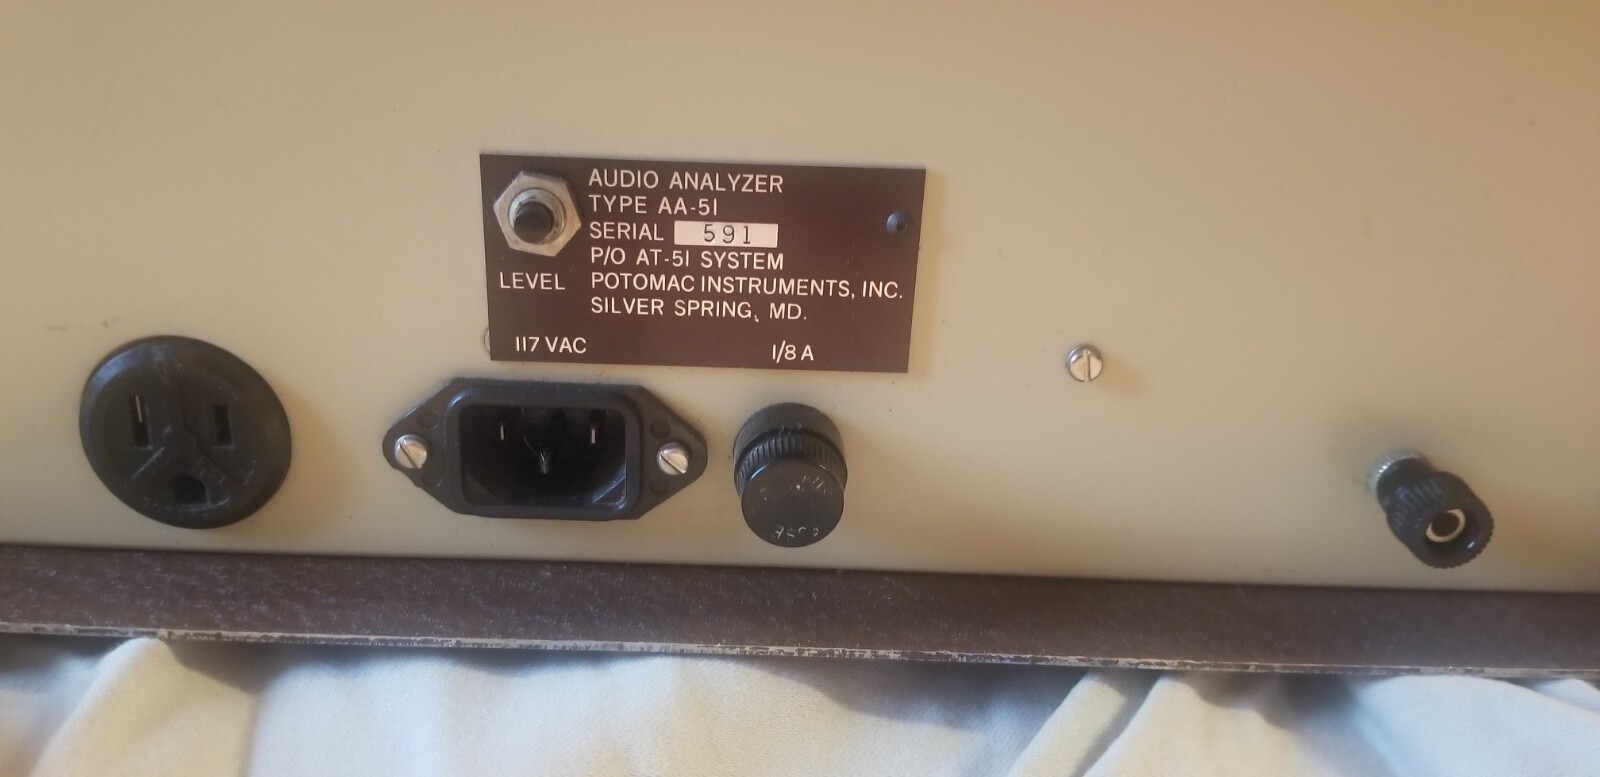 AUDIO ANALYZER
TYPE AA-51
SERIAL 591
P/O AT-51 SYSTEM
LEVEL
POTOMAC INSTRUMENTS, INC.
SILVER SPRING, MD.
117 VAC
1/8 A